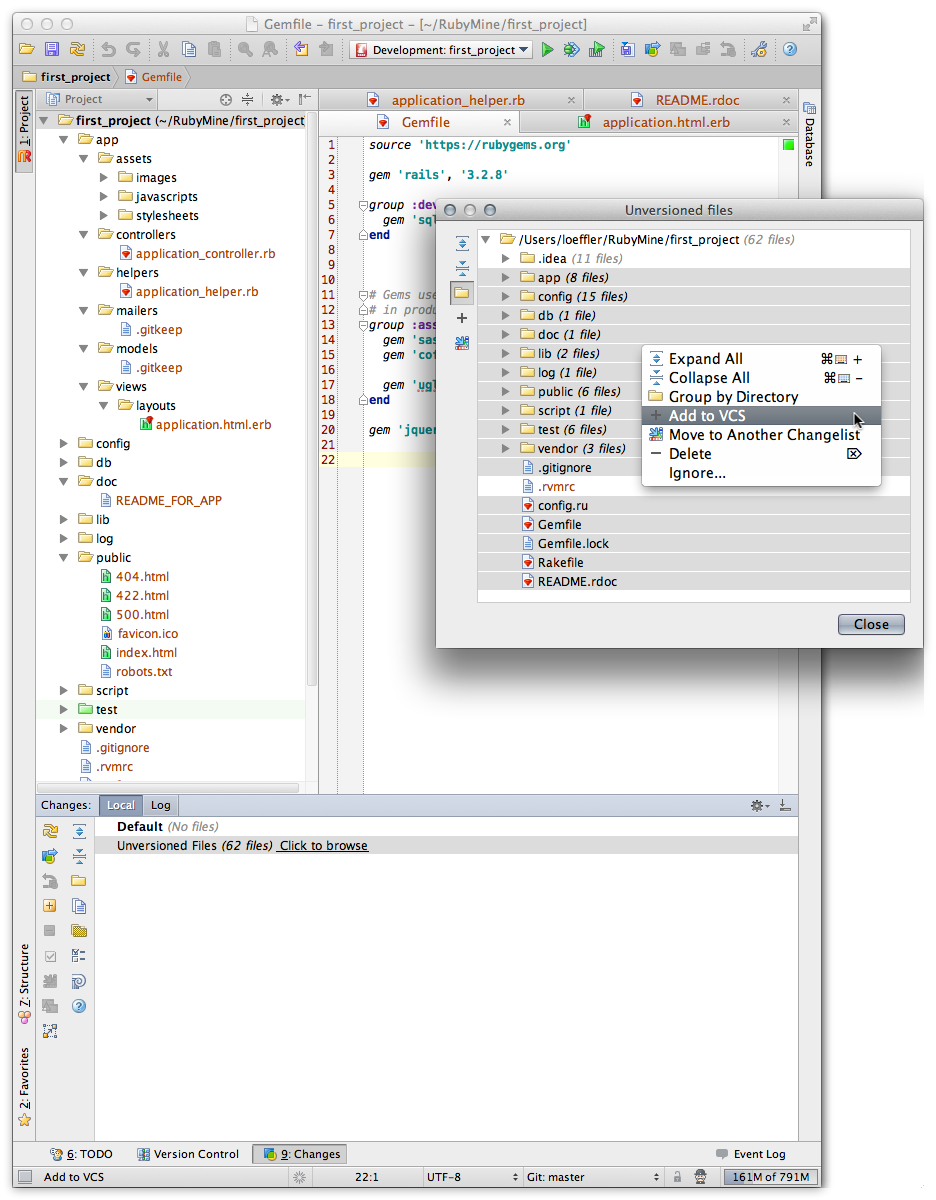 Gemfile – first_project – [~/RubyMine/first_project]
Development: first_project
first_project
Gemfile
1: Project
Project
first_project (~/RubyMine/first_project
app
assets
images
javascripts
stylesheets
controllers
application_controller.rb
helpers
application_helper.rb
mailers
.gitkeep
models
.gitkeep
views
layouts
application.html.erb
config
db
doc
README_FOR_APP
lib
log
public
404.html
422.html
500.html
favicon.ico
index.html
robots.txt
script
test
vendor
.gitignore
.rvmrc
application_helper.rb
README.rdoc
Gemfile
application.html.erb
Database
1 source 'https://rubygems.org'
2
3 gem 'rails', '3.2.8'
4
5 group :dev
6 gem 'sql
7 end
8
9
10
11 # Gems use
12 # in produ
13 group :ass
14 gem 'sas
15 gem 'cof
16
17 gem 'ugl
18 end
19
20 gem 'jquer
21
22
Unversioned files
/Users/loeffler/RubyMine/first_project (62 files)
.idea (11 files)
app (8 files)
config (15 files)
db (1 file)
doc (1 file)
lib (2 files)
log (1 file)
public (6 files)
script (1 file)
test (6 files)
vendor (3 files)
.gitignore
.rvmrc
config.ru
Gemfile
Gemfile.lock
Rakefile
README.rdoc
Expand All ⌘ +
Collapse All ⌘ –
Group by Directory
Add to VCS
Move to Another Changelist
Delete ⌦
Ignore...
Close
Changes: Local Log
Default (No files)
Unversioned Files (62 files) Click to browse
Z: Structure
2: Favorites
6: TODO
Version Control
9: Changes
Event Log
Add to VCS
22:1
UTF-8
Git: master
161M of 791M